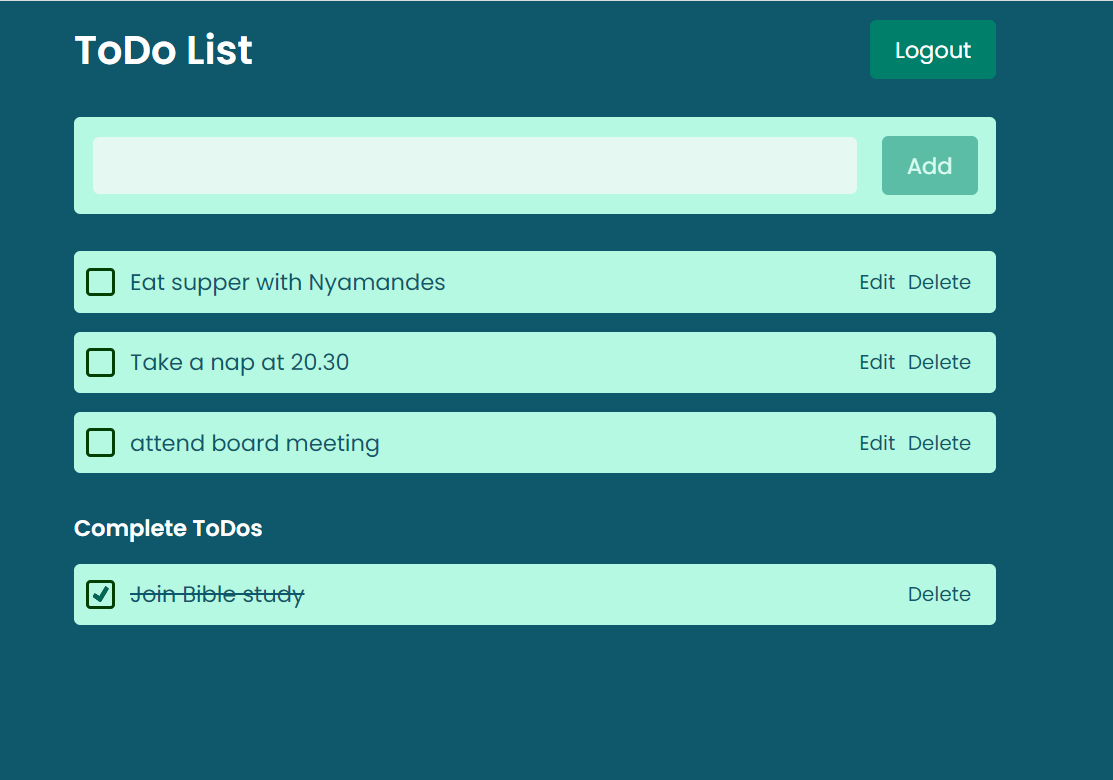 ToDo List
Logout
Add
Eat supper with Nyamandes
Edit Delete
Take a nap at 20.30
Edit Delete
attend board meeting
Edit Delete
Complete ToDos
Join Bible study
Delete